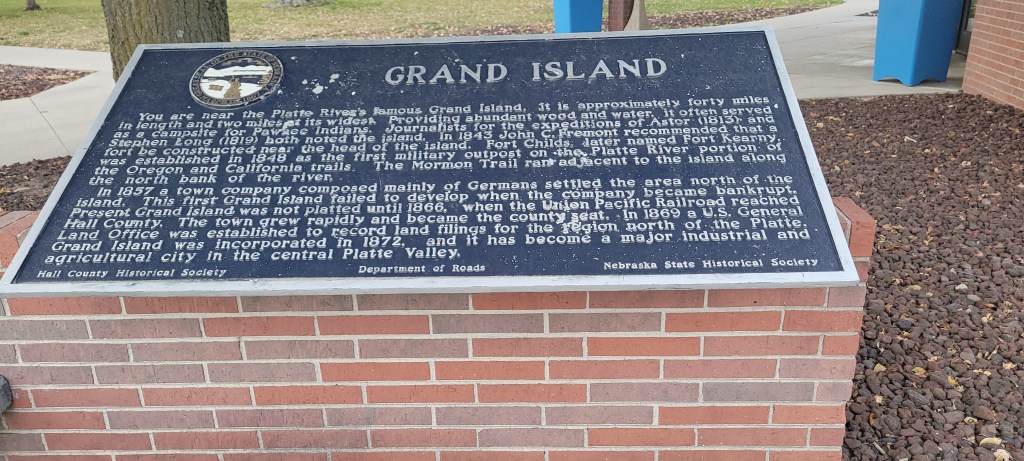 GRAND ISLAND
You are near the Platte River's famous Grand Island. It is approximately forty miles
in length and two miles at its widest. Providing abundant wood and water, it often served
as a campsite for Pawnee Indians. Journalists for the expeditions of Astor (1813) and
Stephen Long (1819) both noted the island. In 1843 John C. Fremont recommended that a
fort be constructed near the head of the island. Fort Childs, later named Fort Kearny,
was established in 1848 as the first military outpost on the Platte River portion of
the Oregon and California trails. The Mormon Trail ran adjacent to the island along
the north bank of the river.
In 1857 a town company composed mainly of Germans settled the area north of the
island. This first Grand Island failed to develop when the company became bankrupt.
Present Grand Island was not platted until 1866, when the Union Pacific Railroad reached
Hall County. The town grew rapidly and became the county seat. In 1869 a U.S. General
Land Office was established to record land filings for the region north of the Platte.
Grand Island was incorporated in 1872, and it has become a major industrial and
agricultural city in the central Platte Valley.
Hall County Historical Society Department of Roads Nebraska State Historical Society